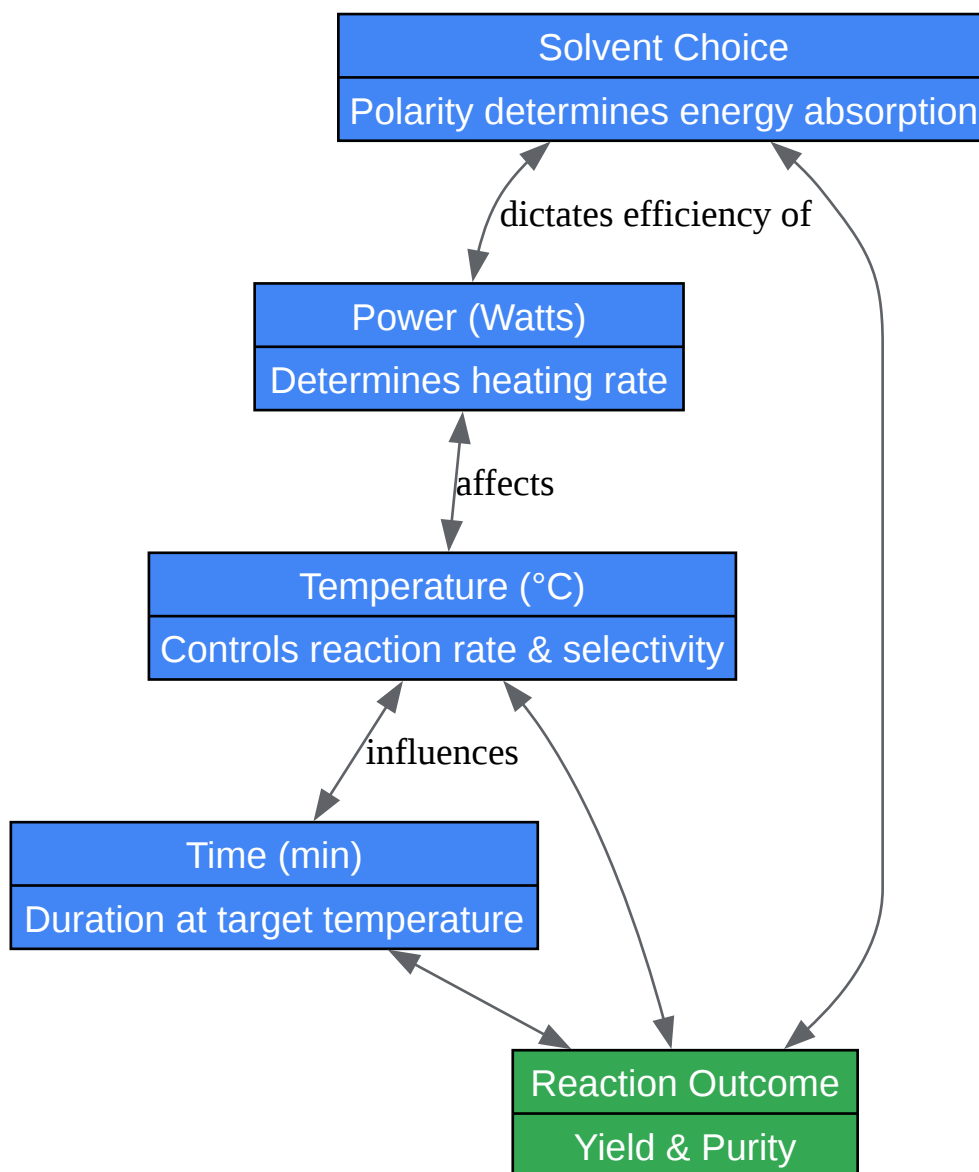 Solvent Choice
Polarity determines energy absorption
dictates efficiency of
Power (Watts)
Determines heating rate
affects
Temperature (°C)
Controls reaction rate & selectivity
influences
Time (min)
Duration at target temperature
Reaction Outcome
Yield & Purity